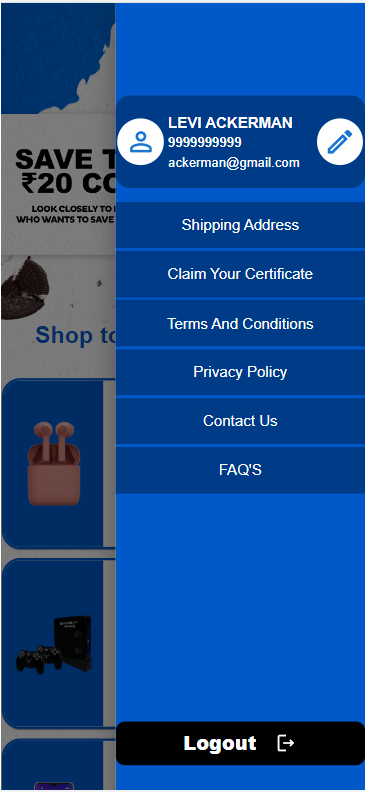 LEVI ACKERMAN
9999999999
ackerman@gmail.com
SAVE T
₹20 CO
LOOK CLOSELY TO
WHO WANTS TO SAVE
Shop to
Shipping Address
Claim Your Certificate
Terms And Conditions
Privacy Policy
Contact Us
FAQ'S
Logout